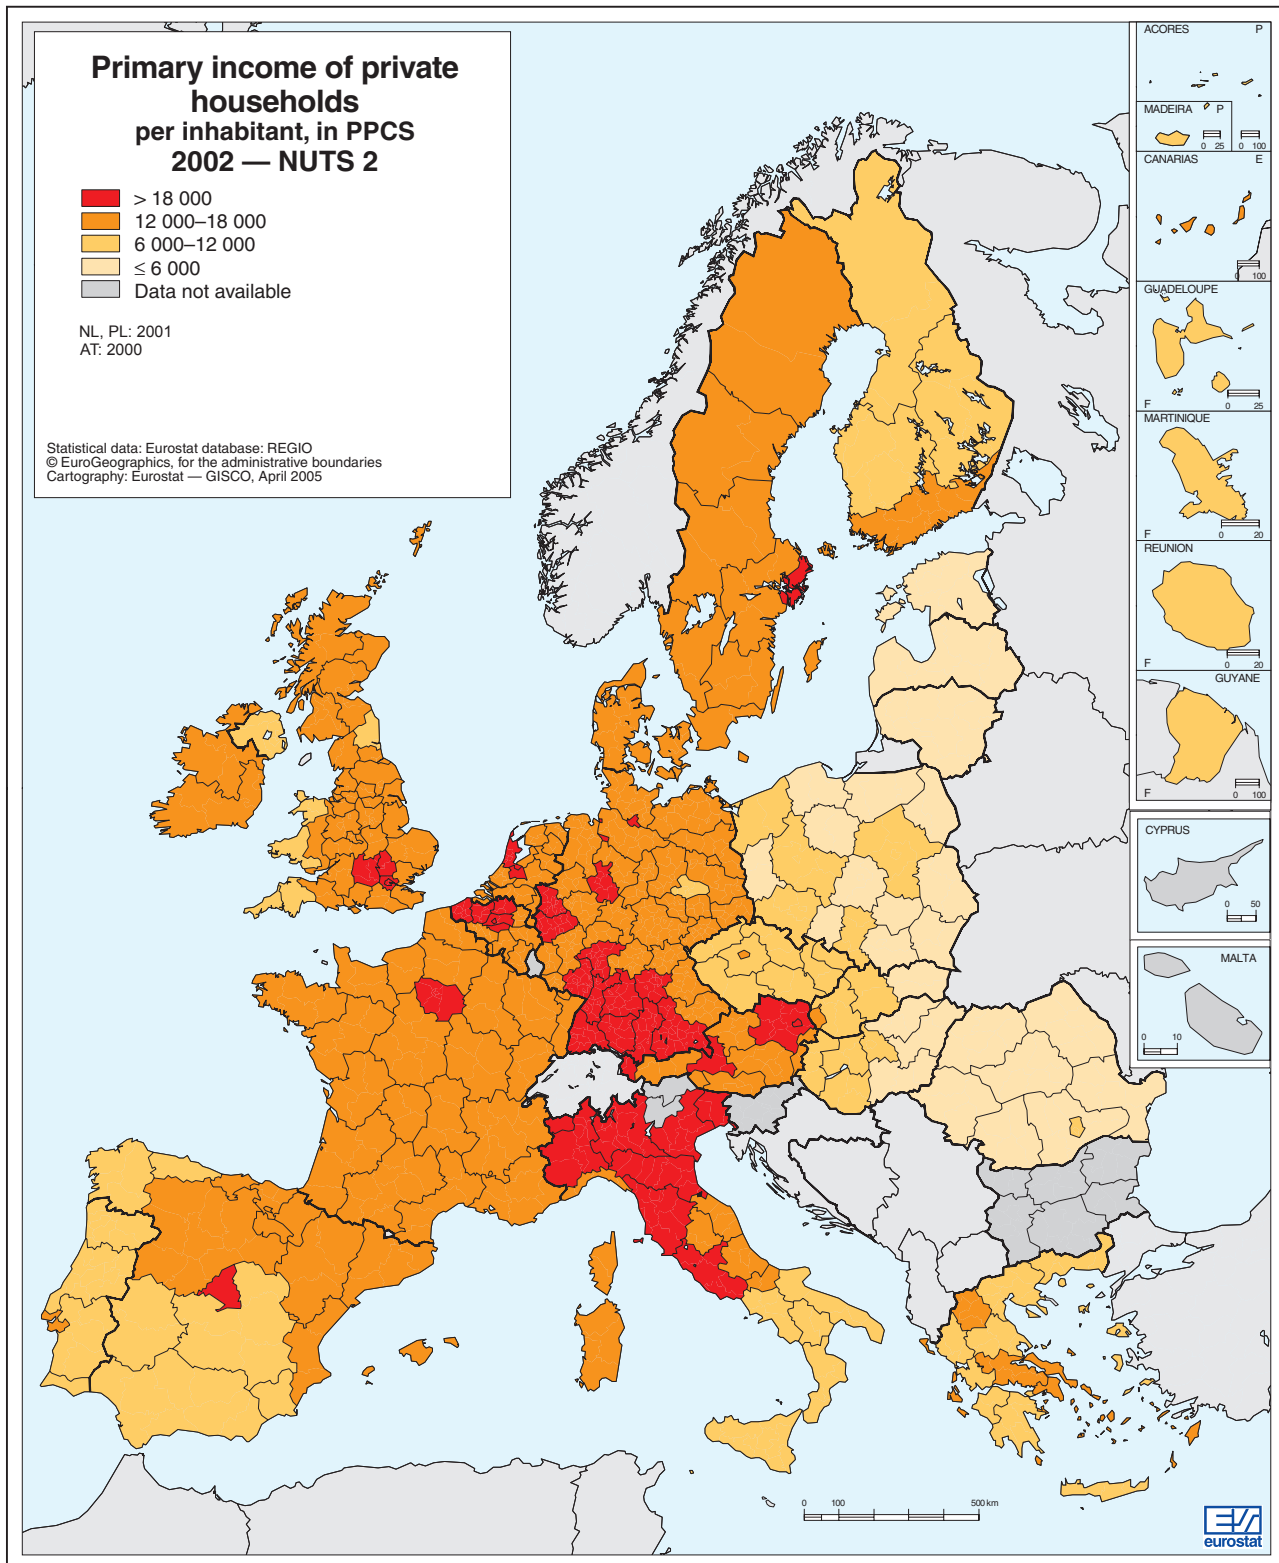 Primary income of private
households
per inhabitant, in PPCS
2002 — NUTS 2
> 18 000
12 000–18 000
6 000–12 000
≤ 6 000
Data not available
NL, PL: 2001
AT: 2000
Statistical data: Eurostat database: REGIO
© EuroGeographics, for the administrative boundaries
Cartography: Eurostat — GISCO, April 2005
ACORES P
MADEIRA P
0 25
0 100
CANARIAS E
0 100
GUADELOUPE
F
0 25
MARTINIQUE
F
0 20
REUNION
F
0 20
GUYANE
F
0 100
CYPRUS
0 50
MALTA
0 10
0 100 500 km
eurostat